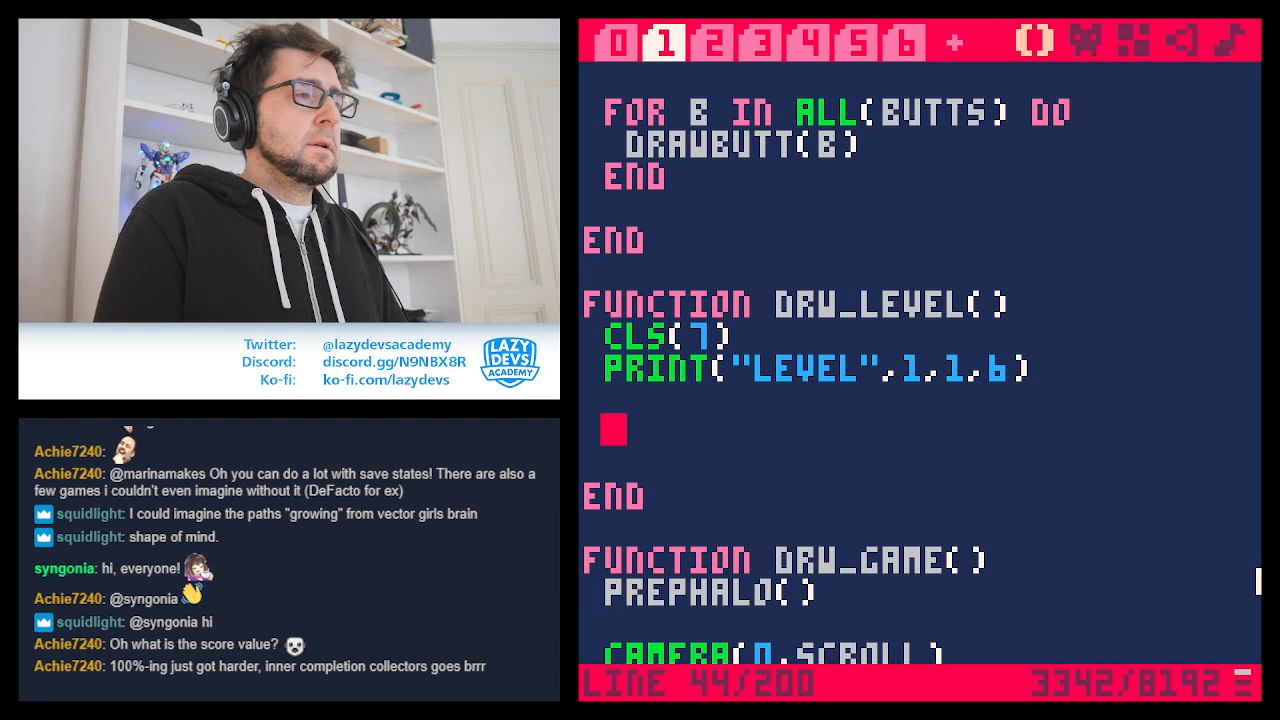 Twitter: @lazydevsacademy
Discord: discord.gg/N9NBX8R
Ko-fi: ko-fi.com/lazydevs
LAZY
DEVS
ACADEMY
Achie7240:
Achie7240: @marinamakes Oh you can do a lot with save states! There are also a
few games i couldn't even imagine without it (DeFacto for ex)
squidlight: I could imagine the paths "growing" from vector girls brain
squidlight: shape of mind.
syngonia: hi, everyone!
Achie7240: @syngonia
squidlight: @syngonia hi
Achie7240: Oh what is the score value?
Achie7240: 100%-ing just got harder, inner completion collectors goes brrr
0 1 2 3 4 5 6 + ()
FOR B IN ALL(BUTTS) DO
DRAWBUTT(B)
END
END
FUNCTION DRW_LEVEL()
CLS(7)
PRINT("LEVEL",1,1,6)
END
FUNCTION DRW_GAME()
PREPHALO()
CAMERA(0,SCROLL)
LINE 44/200 3342/8192